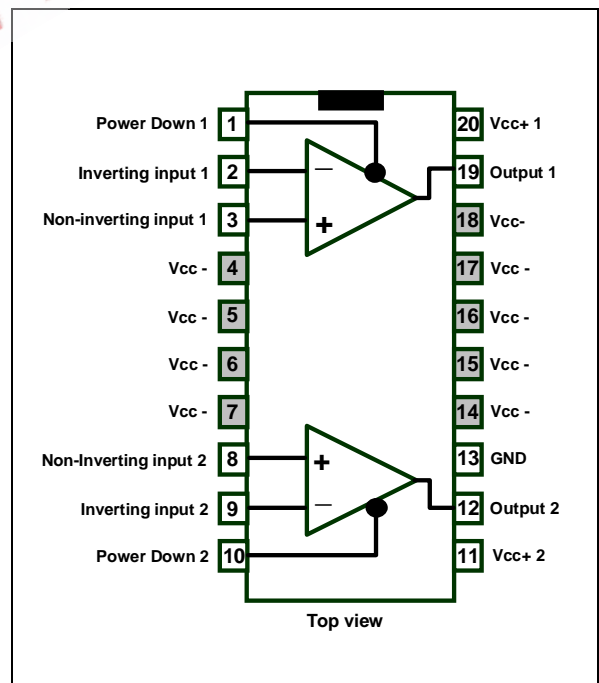 Power Down 1 1 20 Vcc+ 1
Inverting input 1 2 – 19 Output 1
Non-inverting input 1 3 + 18 Vcc-
Vcc - 4 17 Vcc -
Vcc - 5 16 Vcc -
Vcc - 6 15 Vcc -
Vcc - 7 14 Vcc -
Non-Inverting input 2 8 + 13 GND
Inverting input 2 9 – 12 Output 2
Power Down 2 10 11 Vcc+ 2
Top view